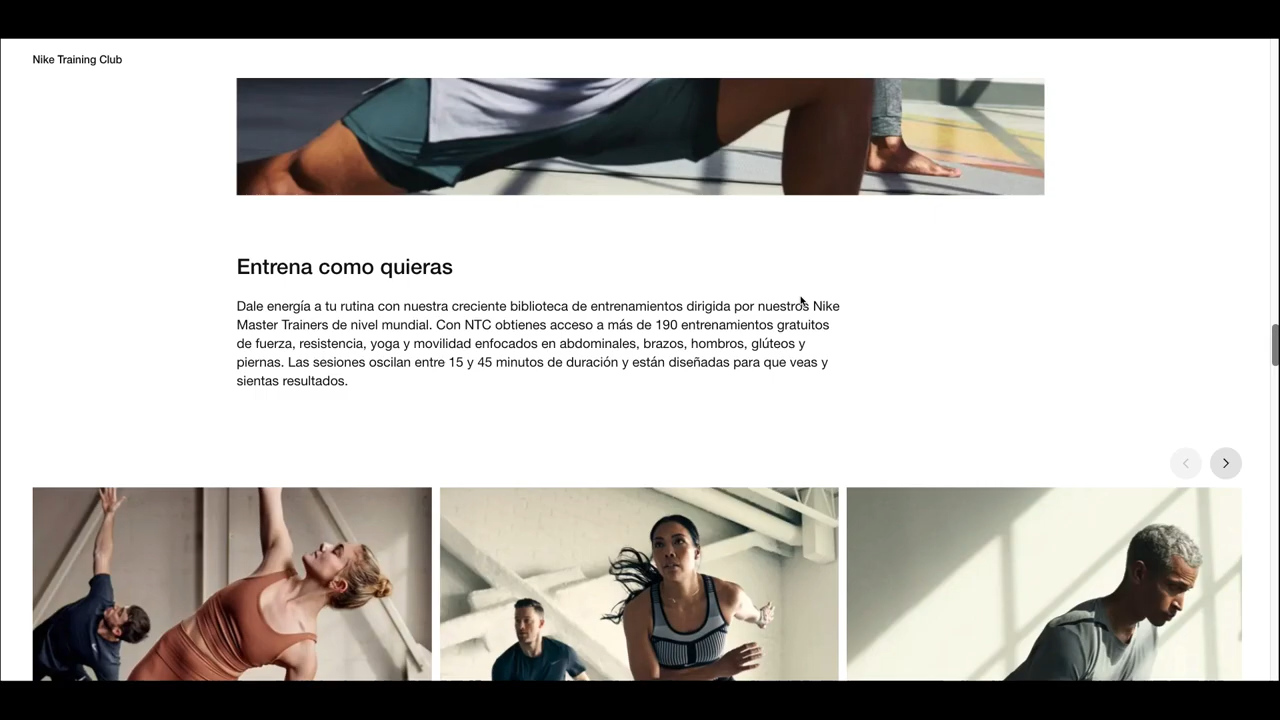 Nike Training Club
Entrena como quieras
Dale energía a tu rutina con nuestra creciente biblioteca de entrenamientos dirigida por nuestros Nike
Master Trainers de nivel mundial. Con NTC obtienes acceso a más de 190 entrenamientos gratuitos
de fuerza, resistencia, yoga y movilidad enfocados en abdominales, brazos, hombros, glúteos y
piernas. Las sesiones oscilan entre 15 y 45 minutos de duración y están diseñadas para que veas y
sientas resultados.